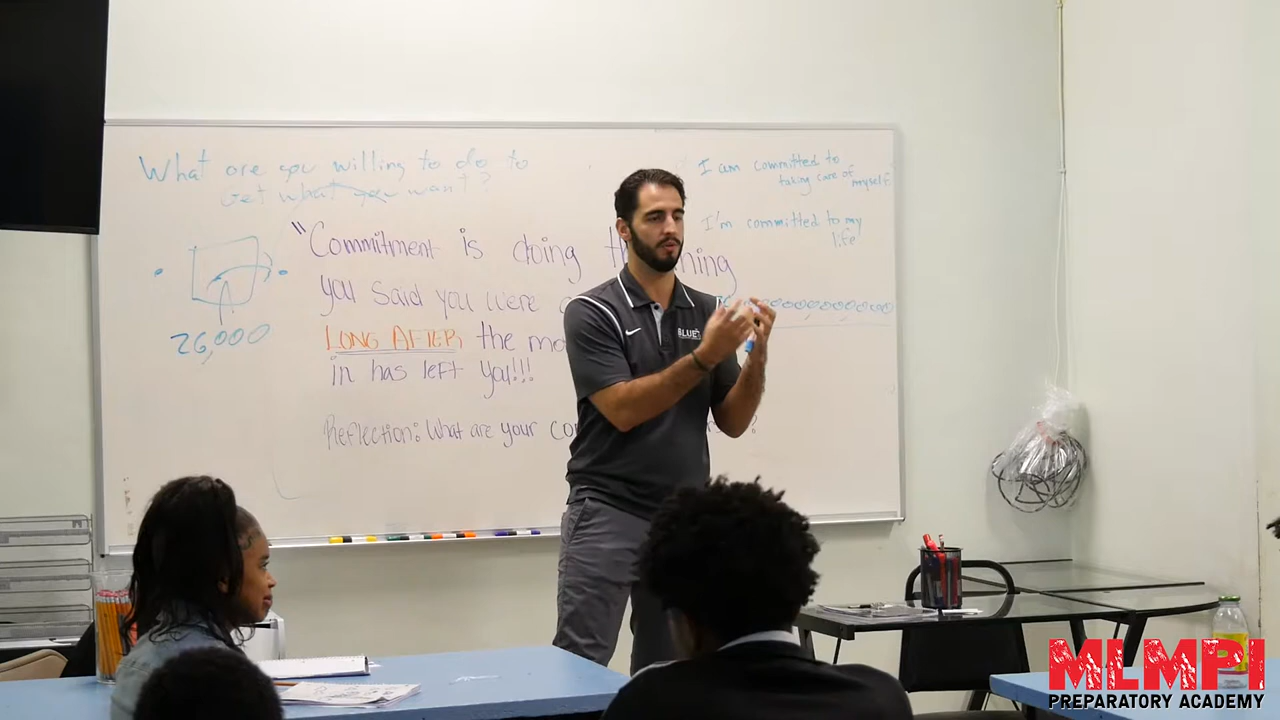 What are you willing to do to
Get what you want?
I am committed to
taking care of
myself
I'm committed to my
life
"Commitment is doing
you said you were
LONG AFTER the
in has left you!!!
Reflection: What are your
26,000
BLUE
MLMPI
PREPARATORY ACADEMY